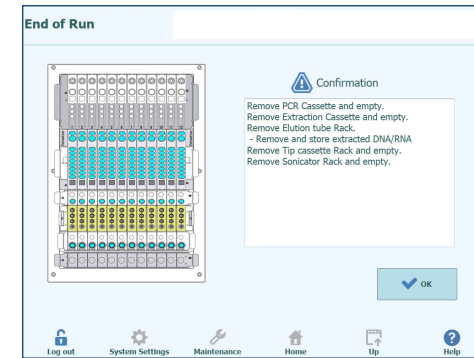 End of Run
Confirmation
Remove PCR Cassette and empty.
Remove Extraction Cassette and empty.
Remove Elution tube Rack.
- Remove and store extracted DNA/RNA
Remove Tip cassette Rack and empty.
Remove Sonicator Rack and empty.
OK
Log out
System Settings
Maintenance
Home
Up
Help